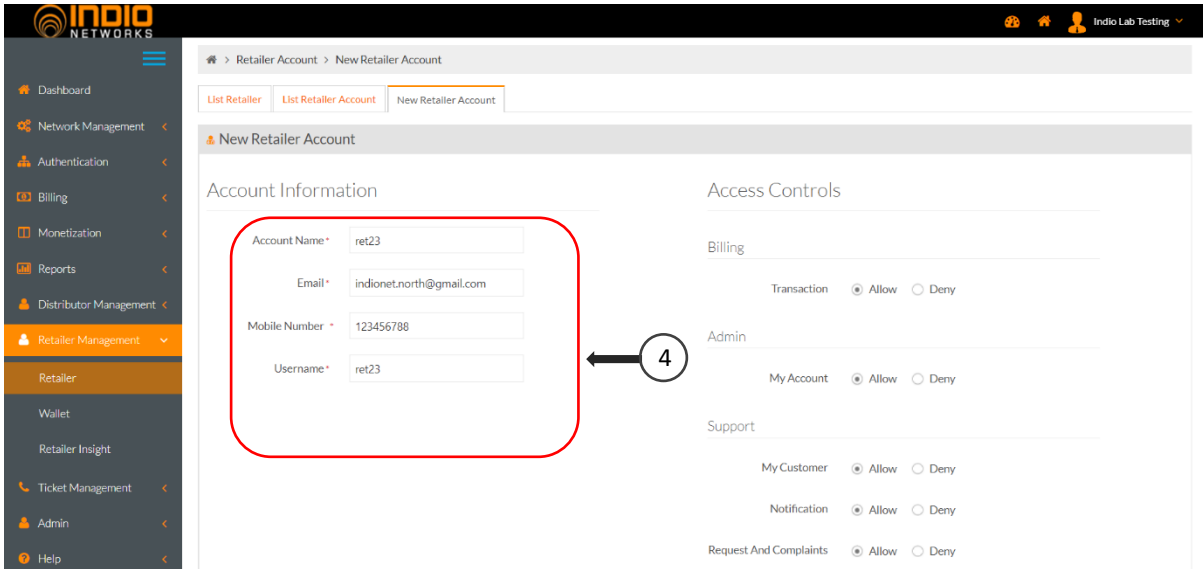 INDIO
NETWORKS
Indio Lab Testing
> Retailer Account > New Retailer Account
Dashboard
Network Management
Authentication
Billing
Monetization
Reports
Distributor Management
Retailer Management
Retailer
Wallet
Retailer Insight
Ticket Management
Admin
Help
List Retailer List Retailer Account New Retailer Account
New Retailer Account
Account Information
Account Name* ret23
Email* indionet.north@gmail.com
Mobile Number * 123456788
Username* ret23
4
Access Controls
Billing
Transaction Allow Deny
Admin
My Account Allow Deny
Support
My Customer Allow Deny
Notification Allow Deny
Request And Complaints Allow Deny